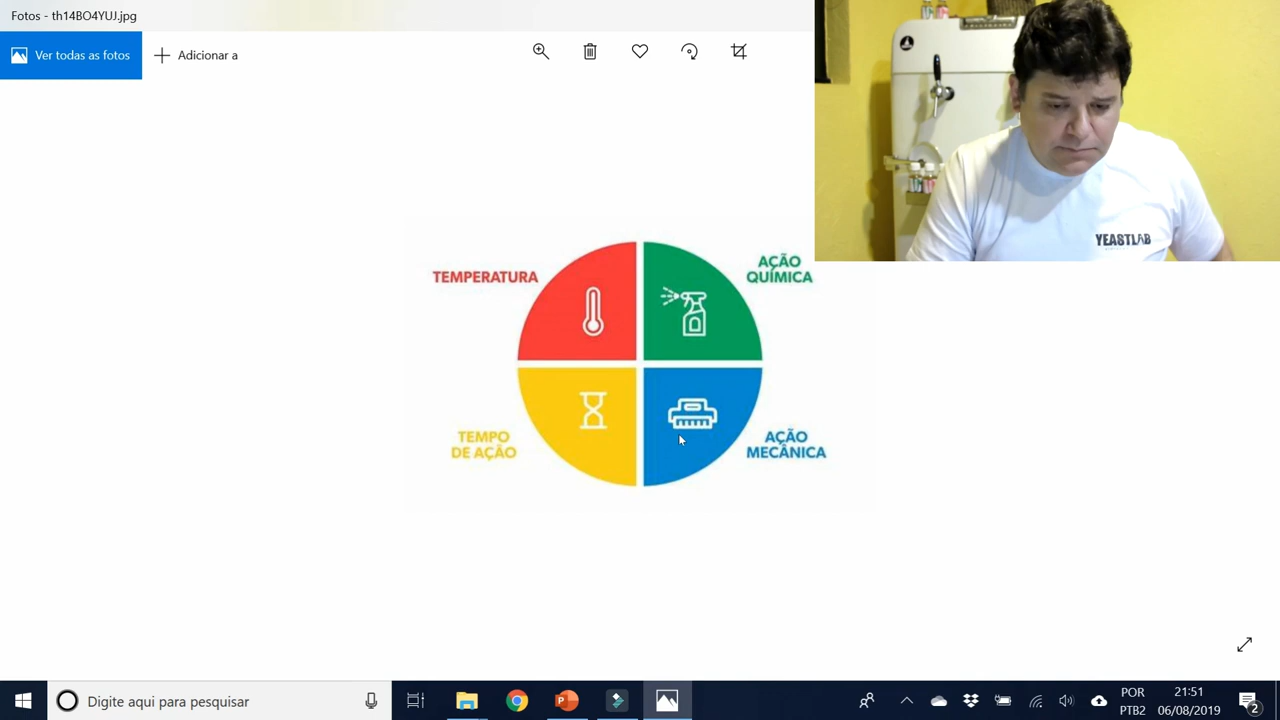 Fotos - th14BO4YUJ.jpg
Ver todas as fotos
Adicionar a
YEASTLAB
TEMPERATURA
AÇÃO
QUÍMICA
TEMPO
DE AÇÃO
AÇÃO
MECÂNICA
Digite aqui para pesquisar
POR
PTB2
21:51
06/08/2019
2